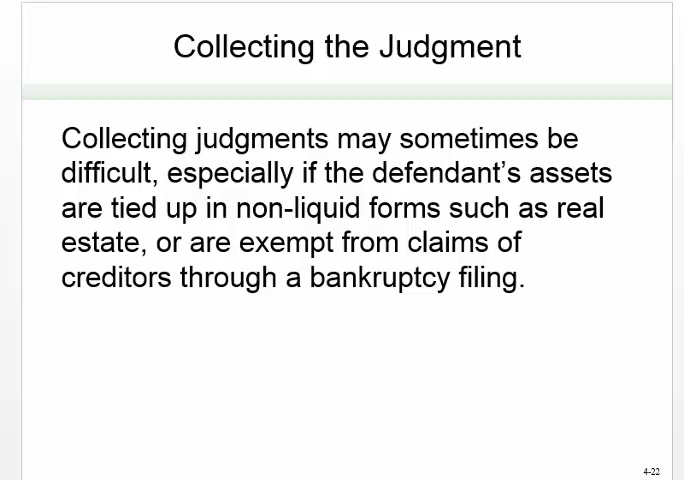 Collecting the Judgment
Collecting judgments may sometimes be
difficult, especially if the defendant’s assets
are tied up in non-liquid forms such as real
estate, or are exempt from claims of
creditors through a bankruptcy filing.
4-22